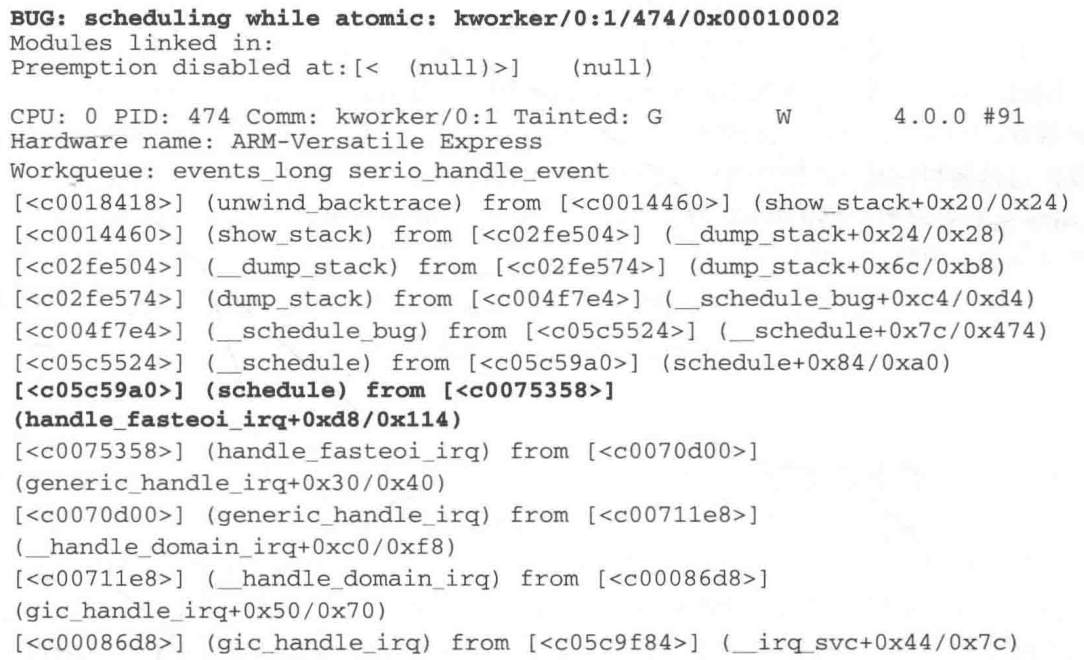 BUG: scheduling while atomic: kworker/0:1/474/0x00010002
Modules linked in:
Preemption disabled at:[< (null)>] (null)
CPU: 0 PID: 474 Comm: kworker/0:1 Tainted: G W 4.0.0 #91
Hardware name: ARM-Versatile Express
Workqueue: events_long serio_handle_event
[<c0018418>] (unwind_backtrace) from [<c0014460>] (show_stack+0x20/0x24)
[<c0014460>] (show_stack) from [<c02fe504>] (__dump_stack+0x24/0x28)
[<c02fe504>] (__dump_stack) from [<c02fe574>] (dump_stack+0x6c/0xb8)
[<c02fe574>] (dump_stack) from [<c004f7e4>] (__schedule_bug+0xc4/0xd4)
[<c004f7e4>] (__schedule_bug) from [<c05c5524>] (__schedule+0x7c/0x474)
[<c05c5524>] (__schedule) from [<c05c59a0>] (schedule+0x84/0xa0)
[<c05c59a0>] (schedule) from [<c0075358>]
(handle_fasteoi_irq+0xd8/0x114)
[<c0075358>] (handle_fasteoi_irq) from [<c0070d00>]
(generic_handle_irq+0x30/0x40)
[<c0070d00>] (generic_handle_irq) from [<c00711e8>]
(__handle_domain_irq+0xc0/0xf8)
[<c00711e8>] (__handle_domain_irq) from [<c00086d8>]
(gic_handle_irq+0x50/0x70)
[<c00086d8>] (gic_handle_irq) from [<c05c9f84>] (__irq_svc+0x44/0x7c)